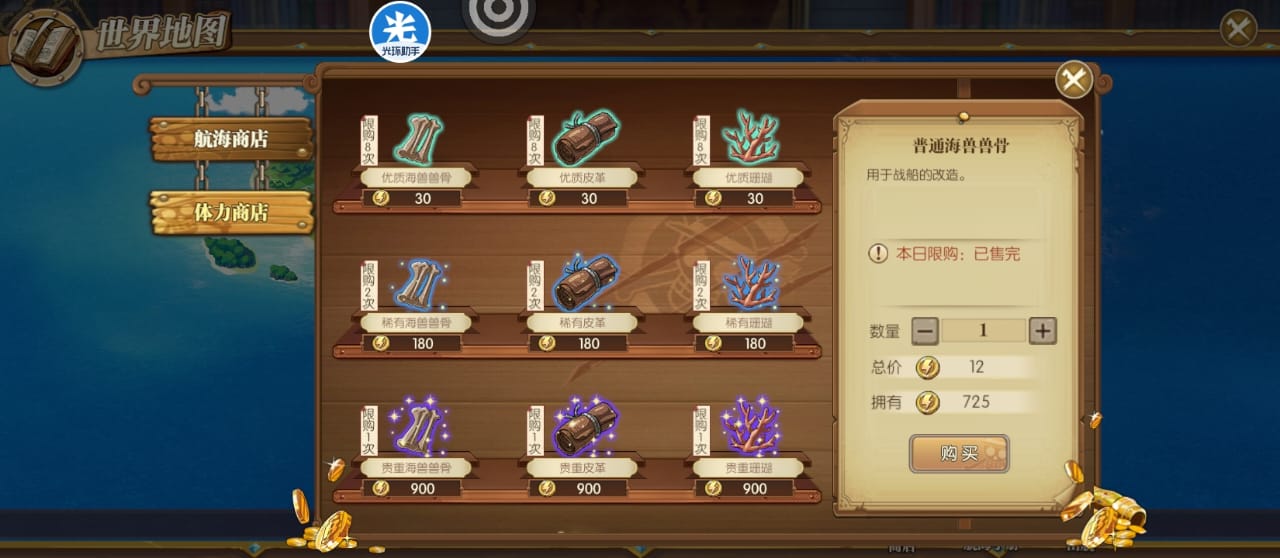 世界地图
光
光环助手
航海商店
体力商店
限购8次
优质海兽兽骨
30
限购8次
优质皮革
30
限购8次
优质珊瑚
30
限购2次
稀有海兽兽骨
180
限购2次
稀有皮革
180
限购2次
稀有珊瑚
180
限购1次
贵重海兽兽骨
900
限购1次
贵重皮革
900
限购1次
贵重珊瑚
900
普通海兽兽骨
用于战船的改造。
本日限购：已售完
数量
1
总价
12
拥有
725
购买